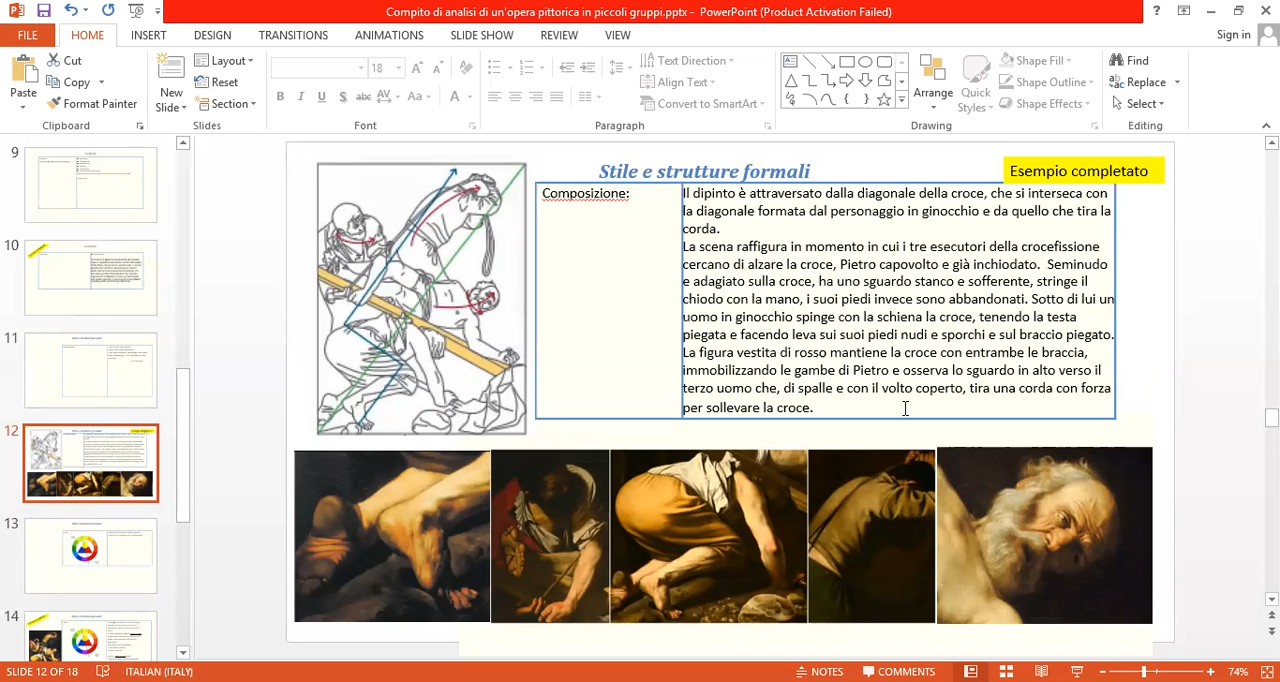 Compito di analisi di un'opera pittorica in piccoli gruppi.pptx - PowerPoint (Product Activation Failed)
FILE HOME INSERT DESIGN TRANSITIONS ANIMATIONS SLIDE SHOW REVIEW VIEW Sign in
Paste
Cut
Copy
Format Painter
Clipboard
New
Slide
Layout
Reset
Section
Slides
18
Font
Text Direction
Align Text
Convert to SmartArt
Paragraph
Arrange
Quick
Styles
Shape Fill
Shape Outline
Shape Effects
Drawing
Find
Replace
Select
Editing
9
10
11
12
13
14
Stile e strutture formali
Esempio completato
Composizione:
Il dipinto è attraversato dalla diagonale della croce, che si interseca con
la diagonale formata dal personaggio in ginocchio e da quello che tira la
corda.
La scena raffigura in momento in cui i tre esecutori della crocefissione
cercano di alzare la croce, Pietro capovolto e già inchiodato. Seminudo
e adagiato sulla croce, ha uno sguardo stanco e sofferente, stringe il
chiodo con la mano, i suoi piedi invece sono abbandonati. Sotto di lui un
uomo in ginocchio spinge con la schiena la croce, tenendo la testa
piegata e facendo leva sui suoi piedi nudi e sporchi e sul braccio piegato.
La figura vestita di rosso mantiene la croce con entrambe le braccia,
immobilizzando le gambe di Pietro e osserva lo sguardo in alto verso il
terzo uomo che, di spalle e con il volto coperto, tira una corda con forza
per sollevare la croce.
SLIDE 12 OF 18 ITALIAN (ITALY) NOTES COMMENTS 74%